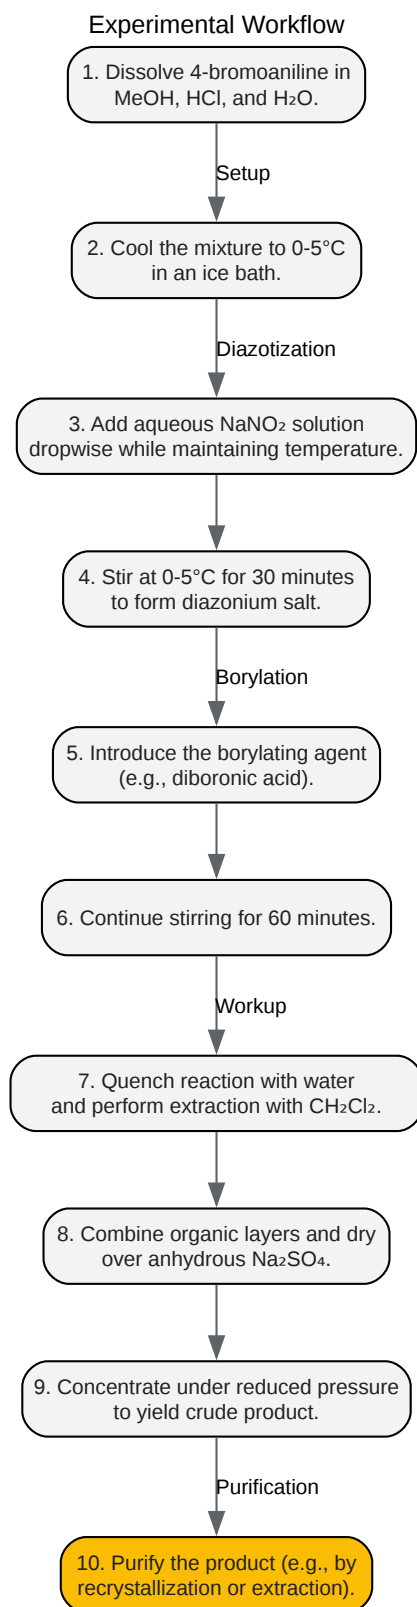 Experimental Workflow
1. Dissolve 4-bromoaniline in
MeOH, HCl, and H₂O.
Setup
2. Cool the mixture to 0-5°C
in an ice bath.
Diazotization
3. Add aqueous NaNO₂ solution
dropwise while maintaining temperature.
4. Stir at 0-5°C for 30 minutes
to form diazonium salt.
Borylation
5. Introduce the borylating agent
(e.g., diboronic acid).
6. Continue stirring for 60 minutes.
Workup
7. Quench reaction with water
and perform extraction with CH₂Cl₂.
8. Combine organic layers and dry
over anhydrous Na₂SO₄.
9. Concentrate under reduced pressure
to yield crude product.
Purification
10. Purify the product (e.g., by
recrystallization or extraction).